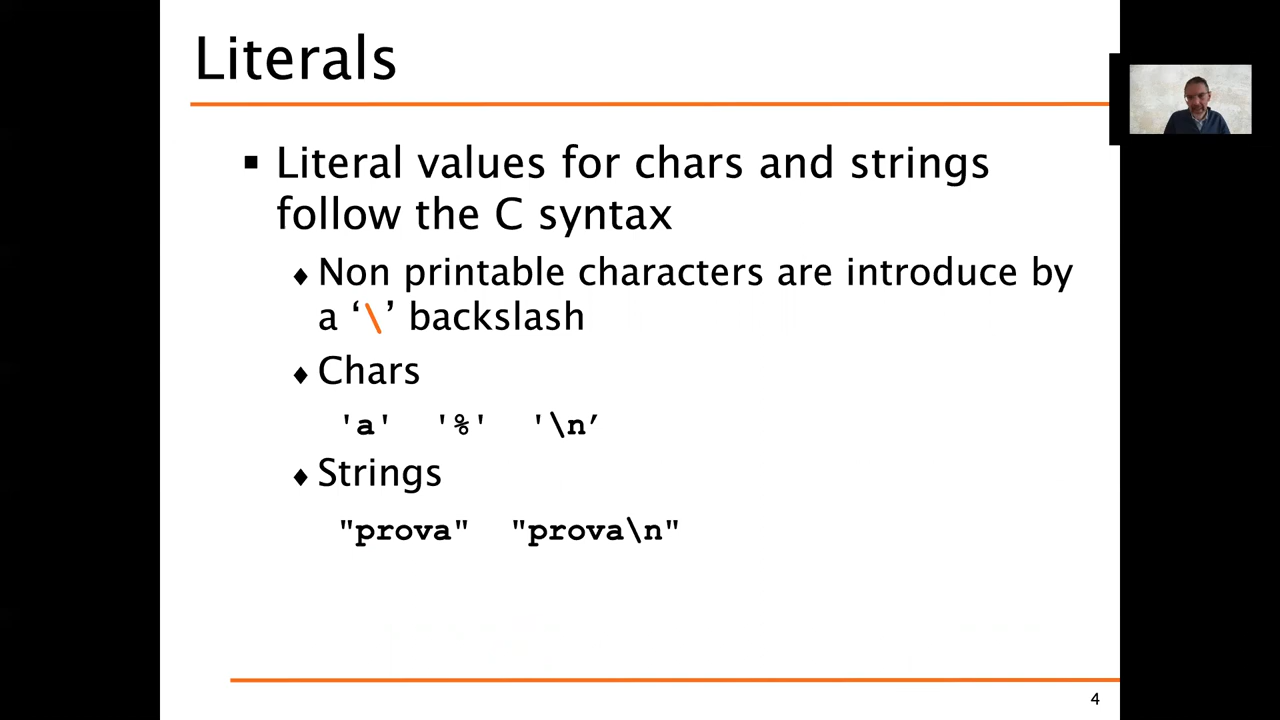 Literals
▪ Literal values for chars and strings
follow the C syntax
♦ Non printable characters are introduce by
a ‘\’ backslash
♦ Chars
'a' '%' '\n’
♦ Strings
"prova" "prova\n"
4